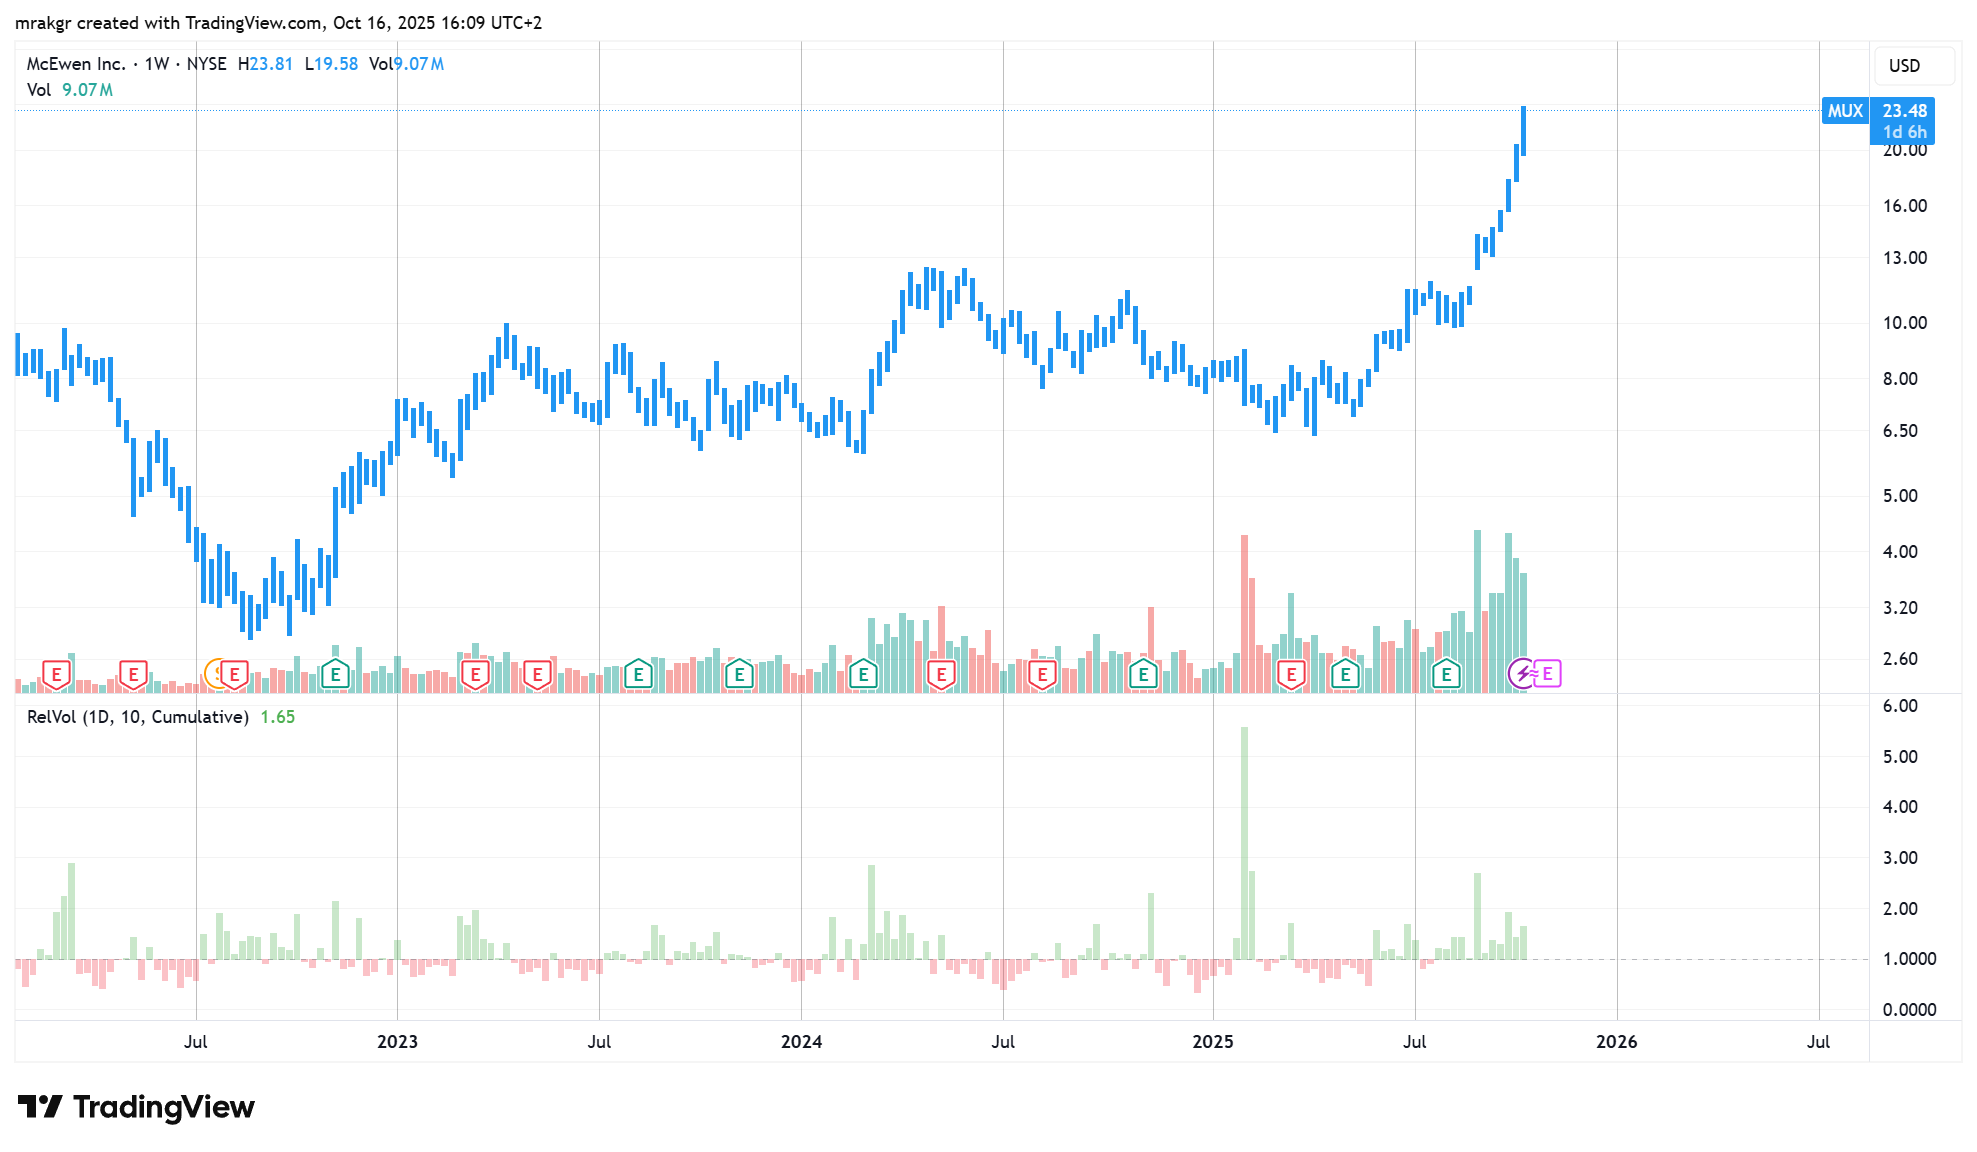 mrakgr created with TradingView.com, Oct 16, 2025 16:09 UTC+2
McEwen Inc. · 1W · NYSE H23.81 L19.58 Vol9.07M
Vol 9.07M
USD
MUX 23.48
1d 6h
20.00
16.00
13.00
10.00
8.00
6.50
5.00
4.00
3.20
2.60
E E E E E E E E E E E E E E E E
RelVol (1D, 10, Cumulative) 1.65
6.00
5.00
4.00
3.00
2.00
1.0000
0.0000
Jul 2023 Jul 2024 Jul 2025 Jul 2026 Jul
TradingView